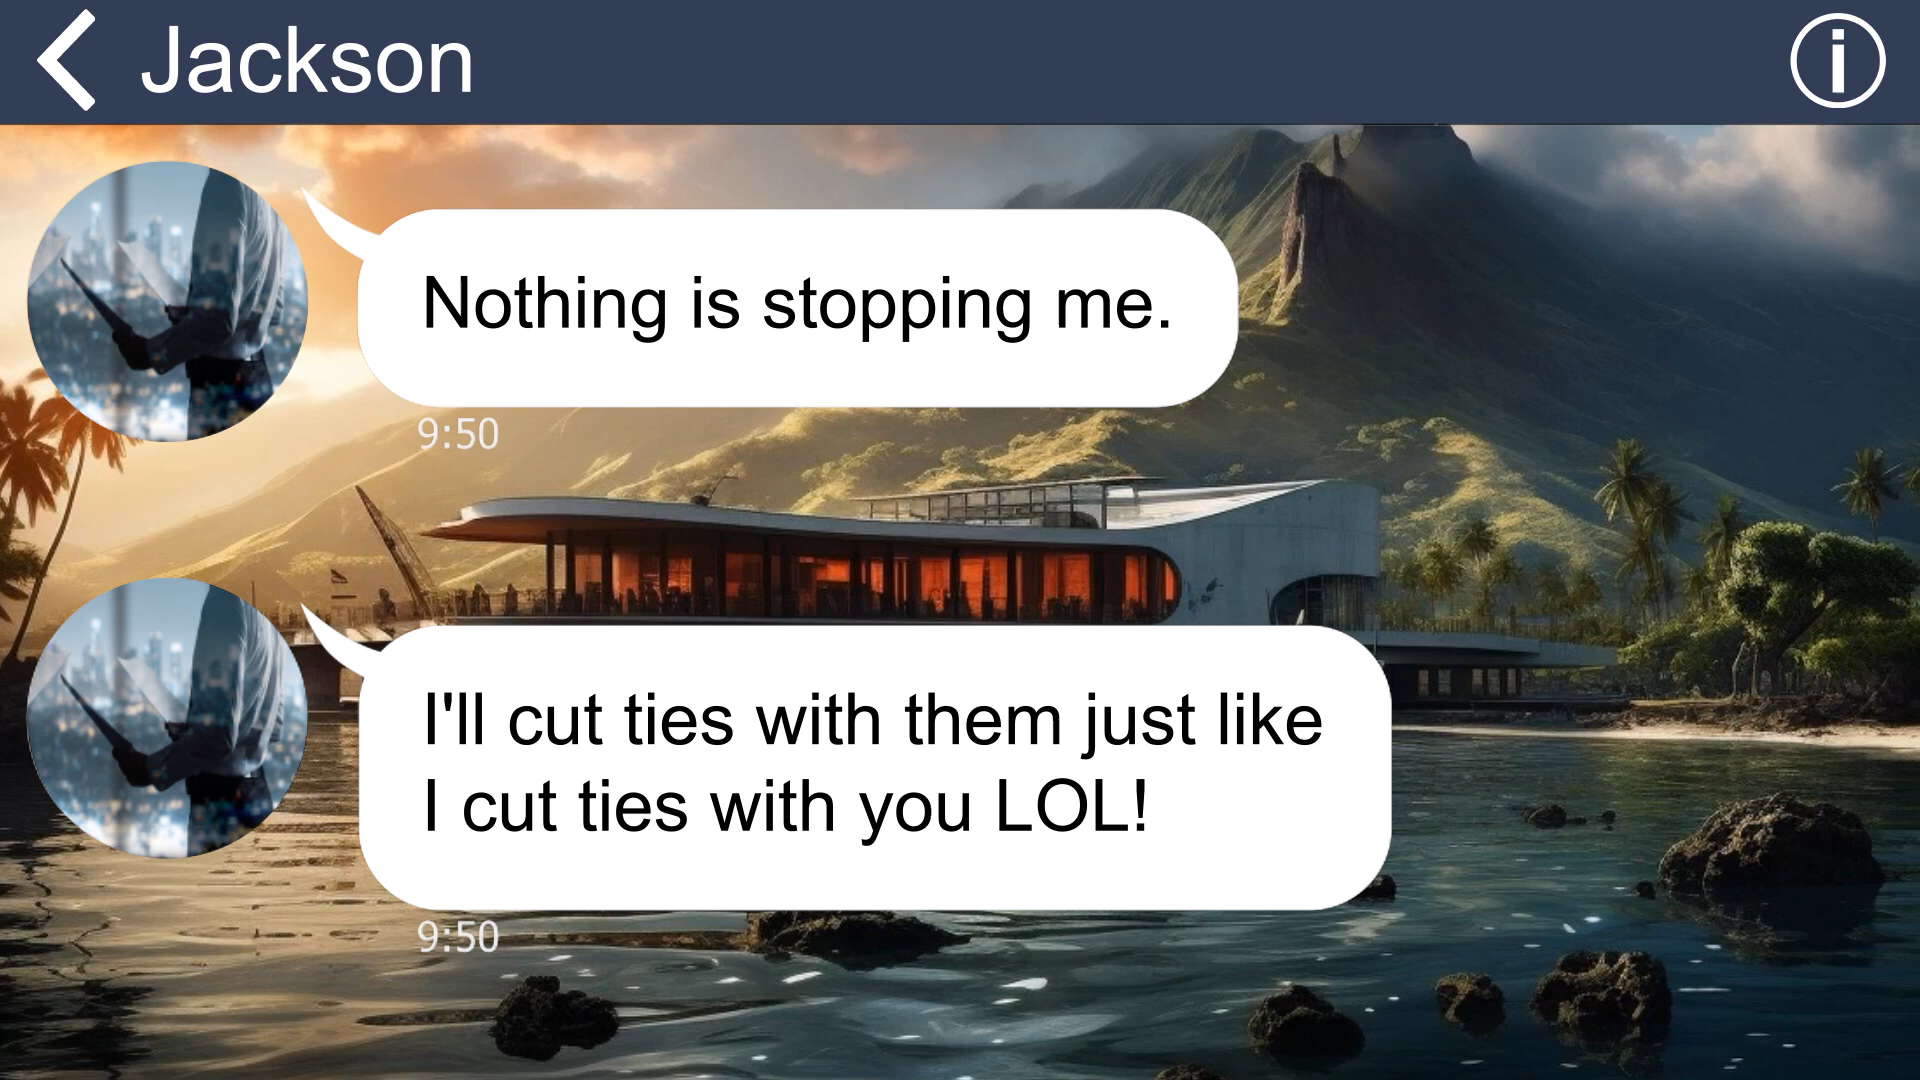 Jackson
Nothing is stopping me.
9:50
I'll cut ties with them just like
I cut ties with you LOL!
9:50